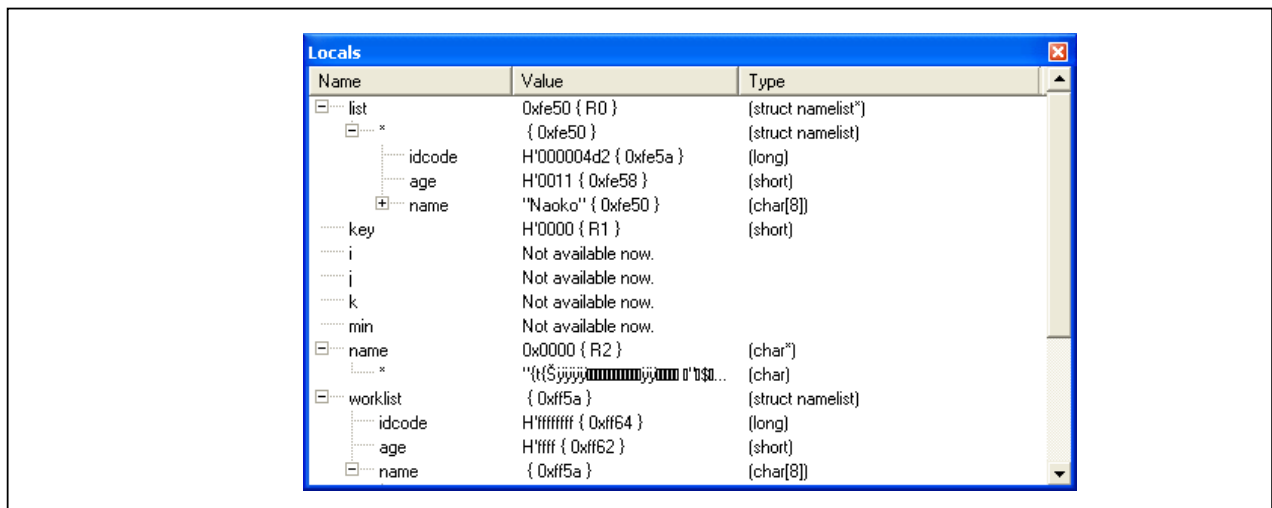 Locals
Name Value Type
list 0xfe50 { R0 } (struct namelist*)
* { 0xfe50 } (struct namelist)
idcode H'000004d2 { 0xfe5a } (long)
age H'0011 { 0xfe58 } (short)
name "Naoko" { 0xfe50 } (char[8])
key H'0000 { R1 } (short)
i Not available now.
j Not available now.
k Not available now.
min Not available now.
name 0x0000 { R2 } (char*)
* (char)
worklist { 0xff5a } (struct namelist)
idcode H'ffffffff { 0xff64 } (long)
age H'ffff { 0xff62 } (short)
name { 0xff5a } (char[8])